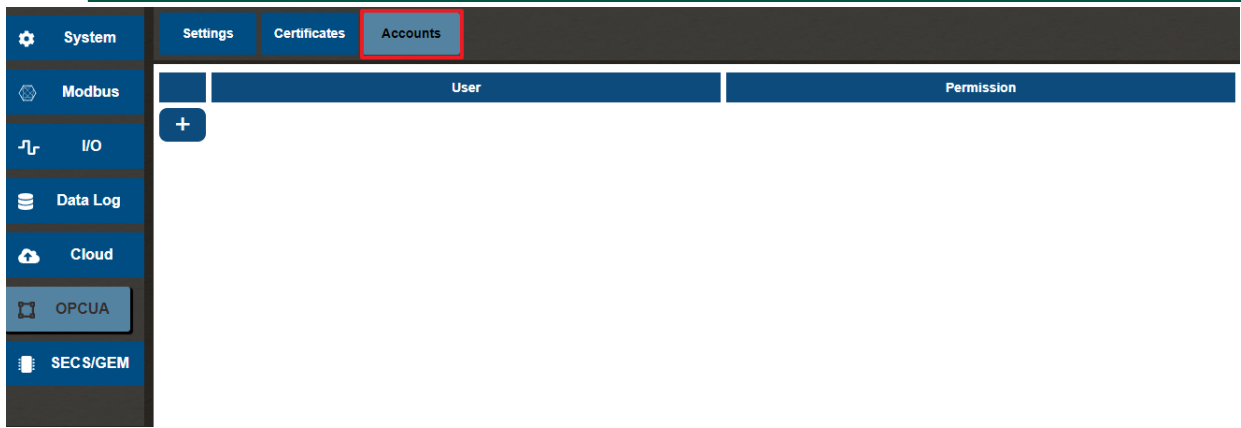 System
Modbus
I/O
Data Log
Cloud
OPCUA
SECS/GEM
Settings Certificates Accounts
User Permission
+